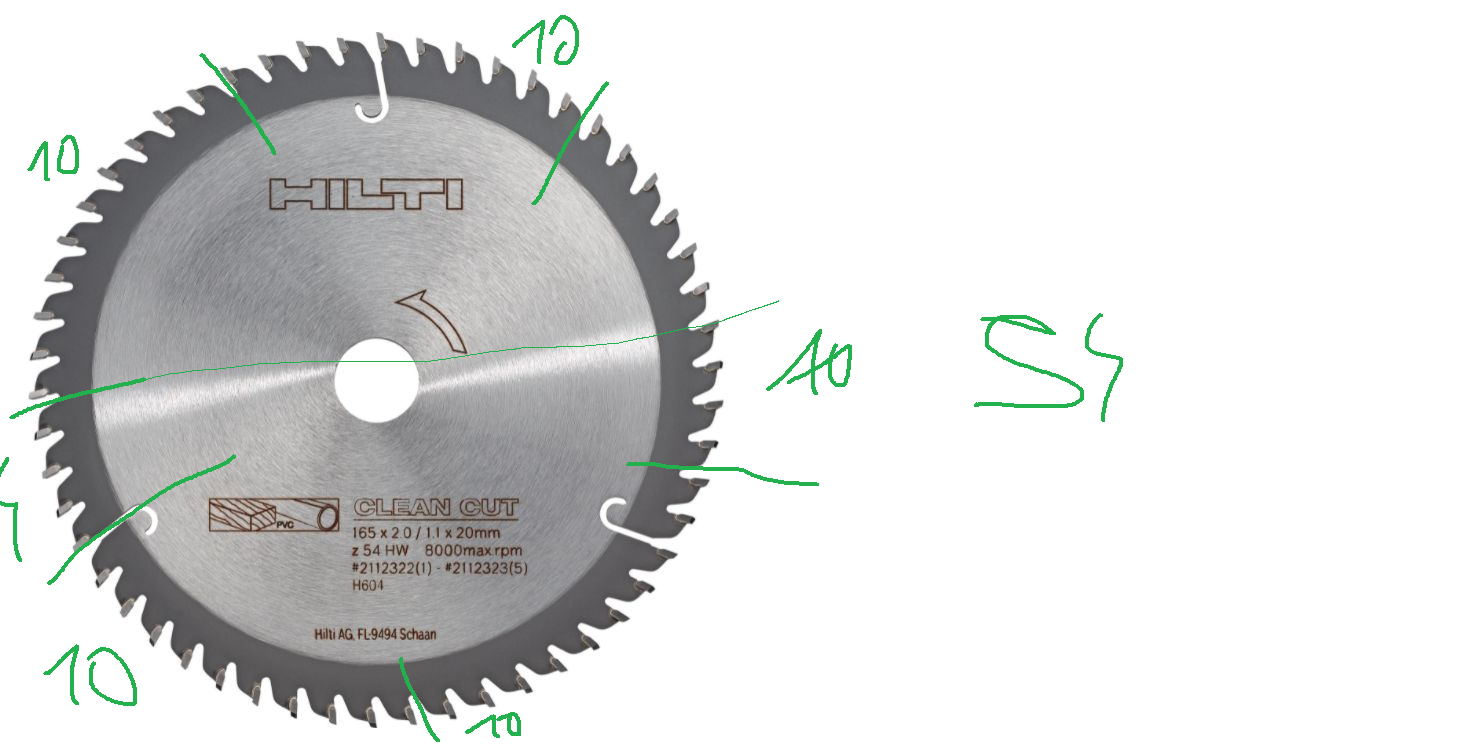 10
10
HILTI
10
54
4
PVC
CLEAN CUT
165 x 2.0 / 1.1 x 20mm
z 54 HW 8000max.rpm
#2112322(1) - #2112323(5)
H604
Hilti AG, FL-9494 Schaan
10
10